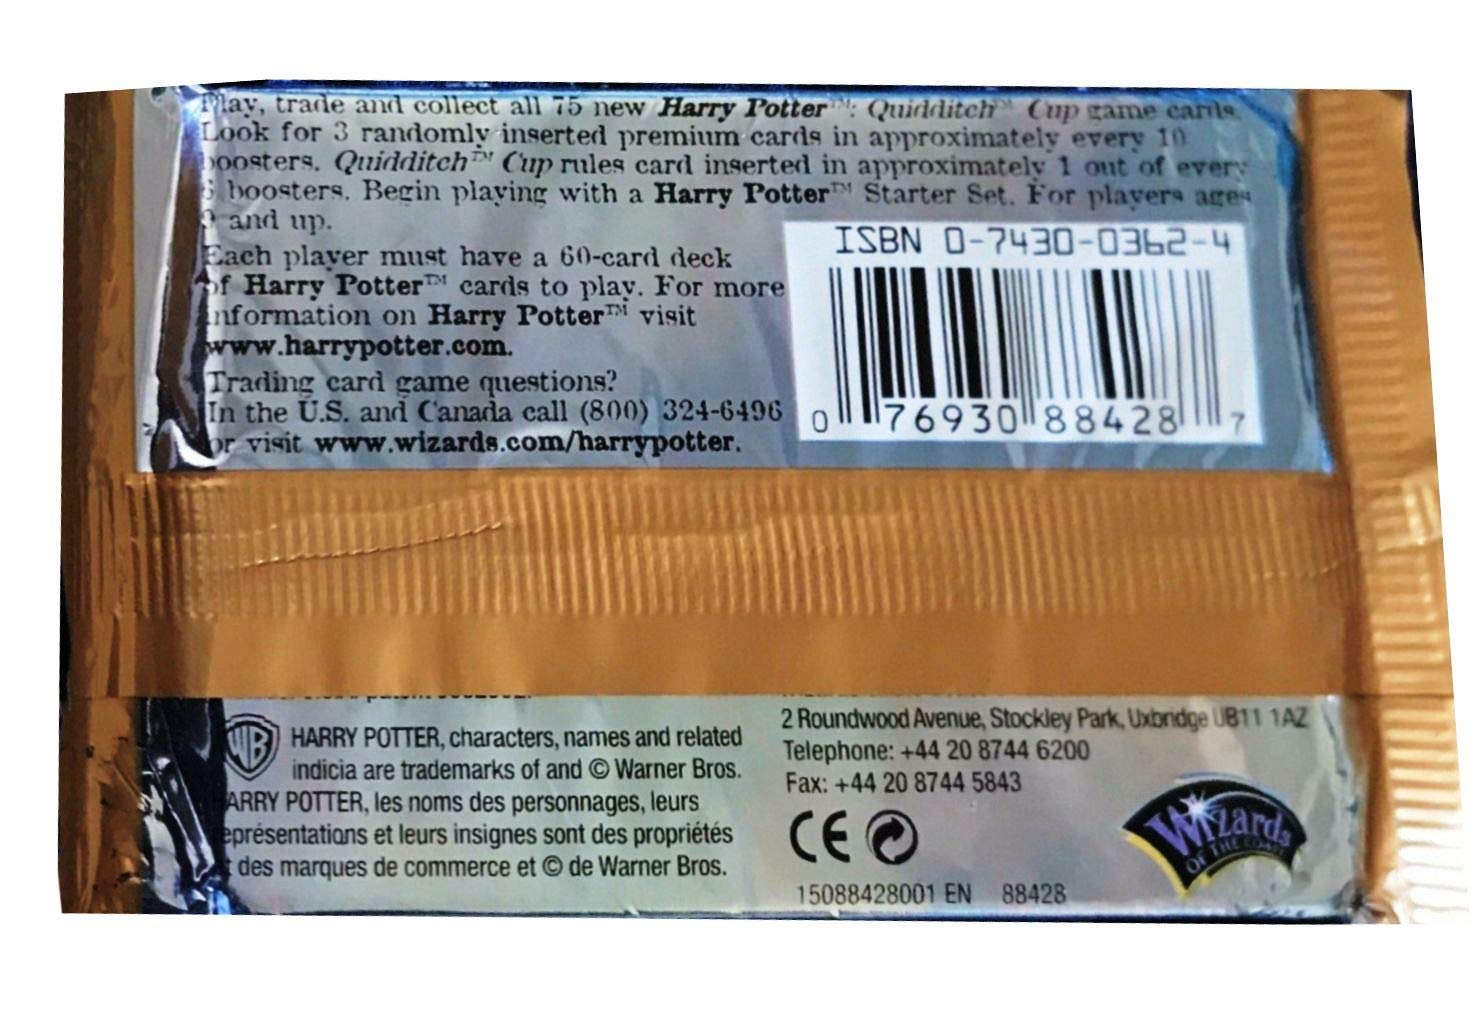 Play, trade and collect all 75 new Harry Potter™: Quidditch™ Cup game cards.
Look for 3 randomly inserted premium cards in approximately every 10
boosters. Quidditch™ Cup rules card inserted in approximately 1 out of every
boosters. Begin playing with a Harry Potter™ Starter Set. For players ages
9 and up.
Each player must have a 60-card deck
of Harry Potter™ cards to play. For more
information on Harry Potter™ visit
www.harrypotter.com.
Trading card game questions?
In the U.S. and Canada call (800) 324-6496
or visit www.wizards.com/harrypotter.
ISBN 0-7430-0362-4
0 76930 88428 7
WB
HARRY POTTER, characters, names and related
indicia are trademarks of and © Warner Bros.
HARRY POTTER, les noms des personnages, leurs
représentations et leurs insignes sont des propriétés
et des marques de commerce et © de Warner Bros.
2 Roundwood Avenue, Stockley Park, Uxbridge UB11 1AZ
Telephone: +44 20 8744 6200
Fax: +44 20 8744 5843
CE
15088428001 EN 88428
Wizards
OF THE COAST